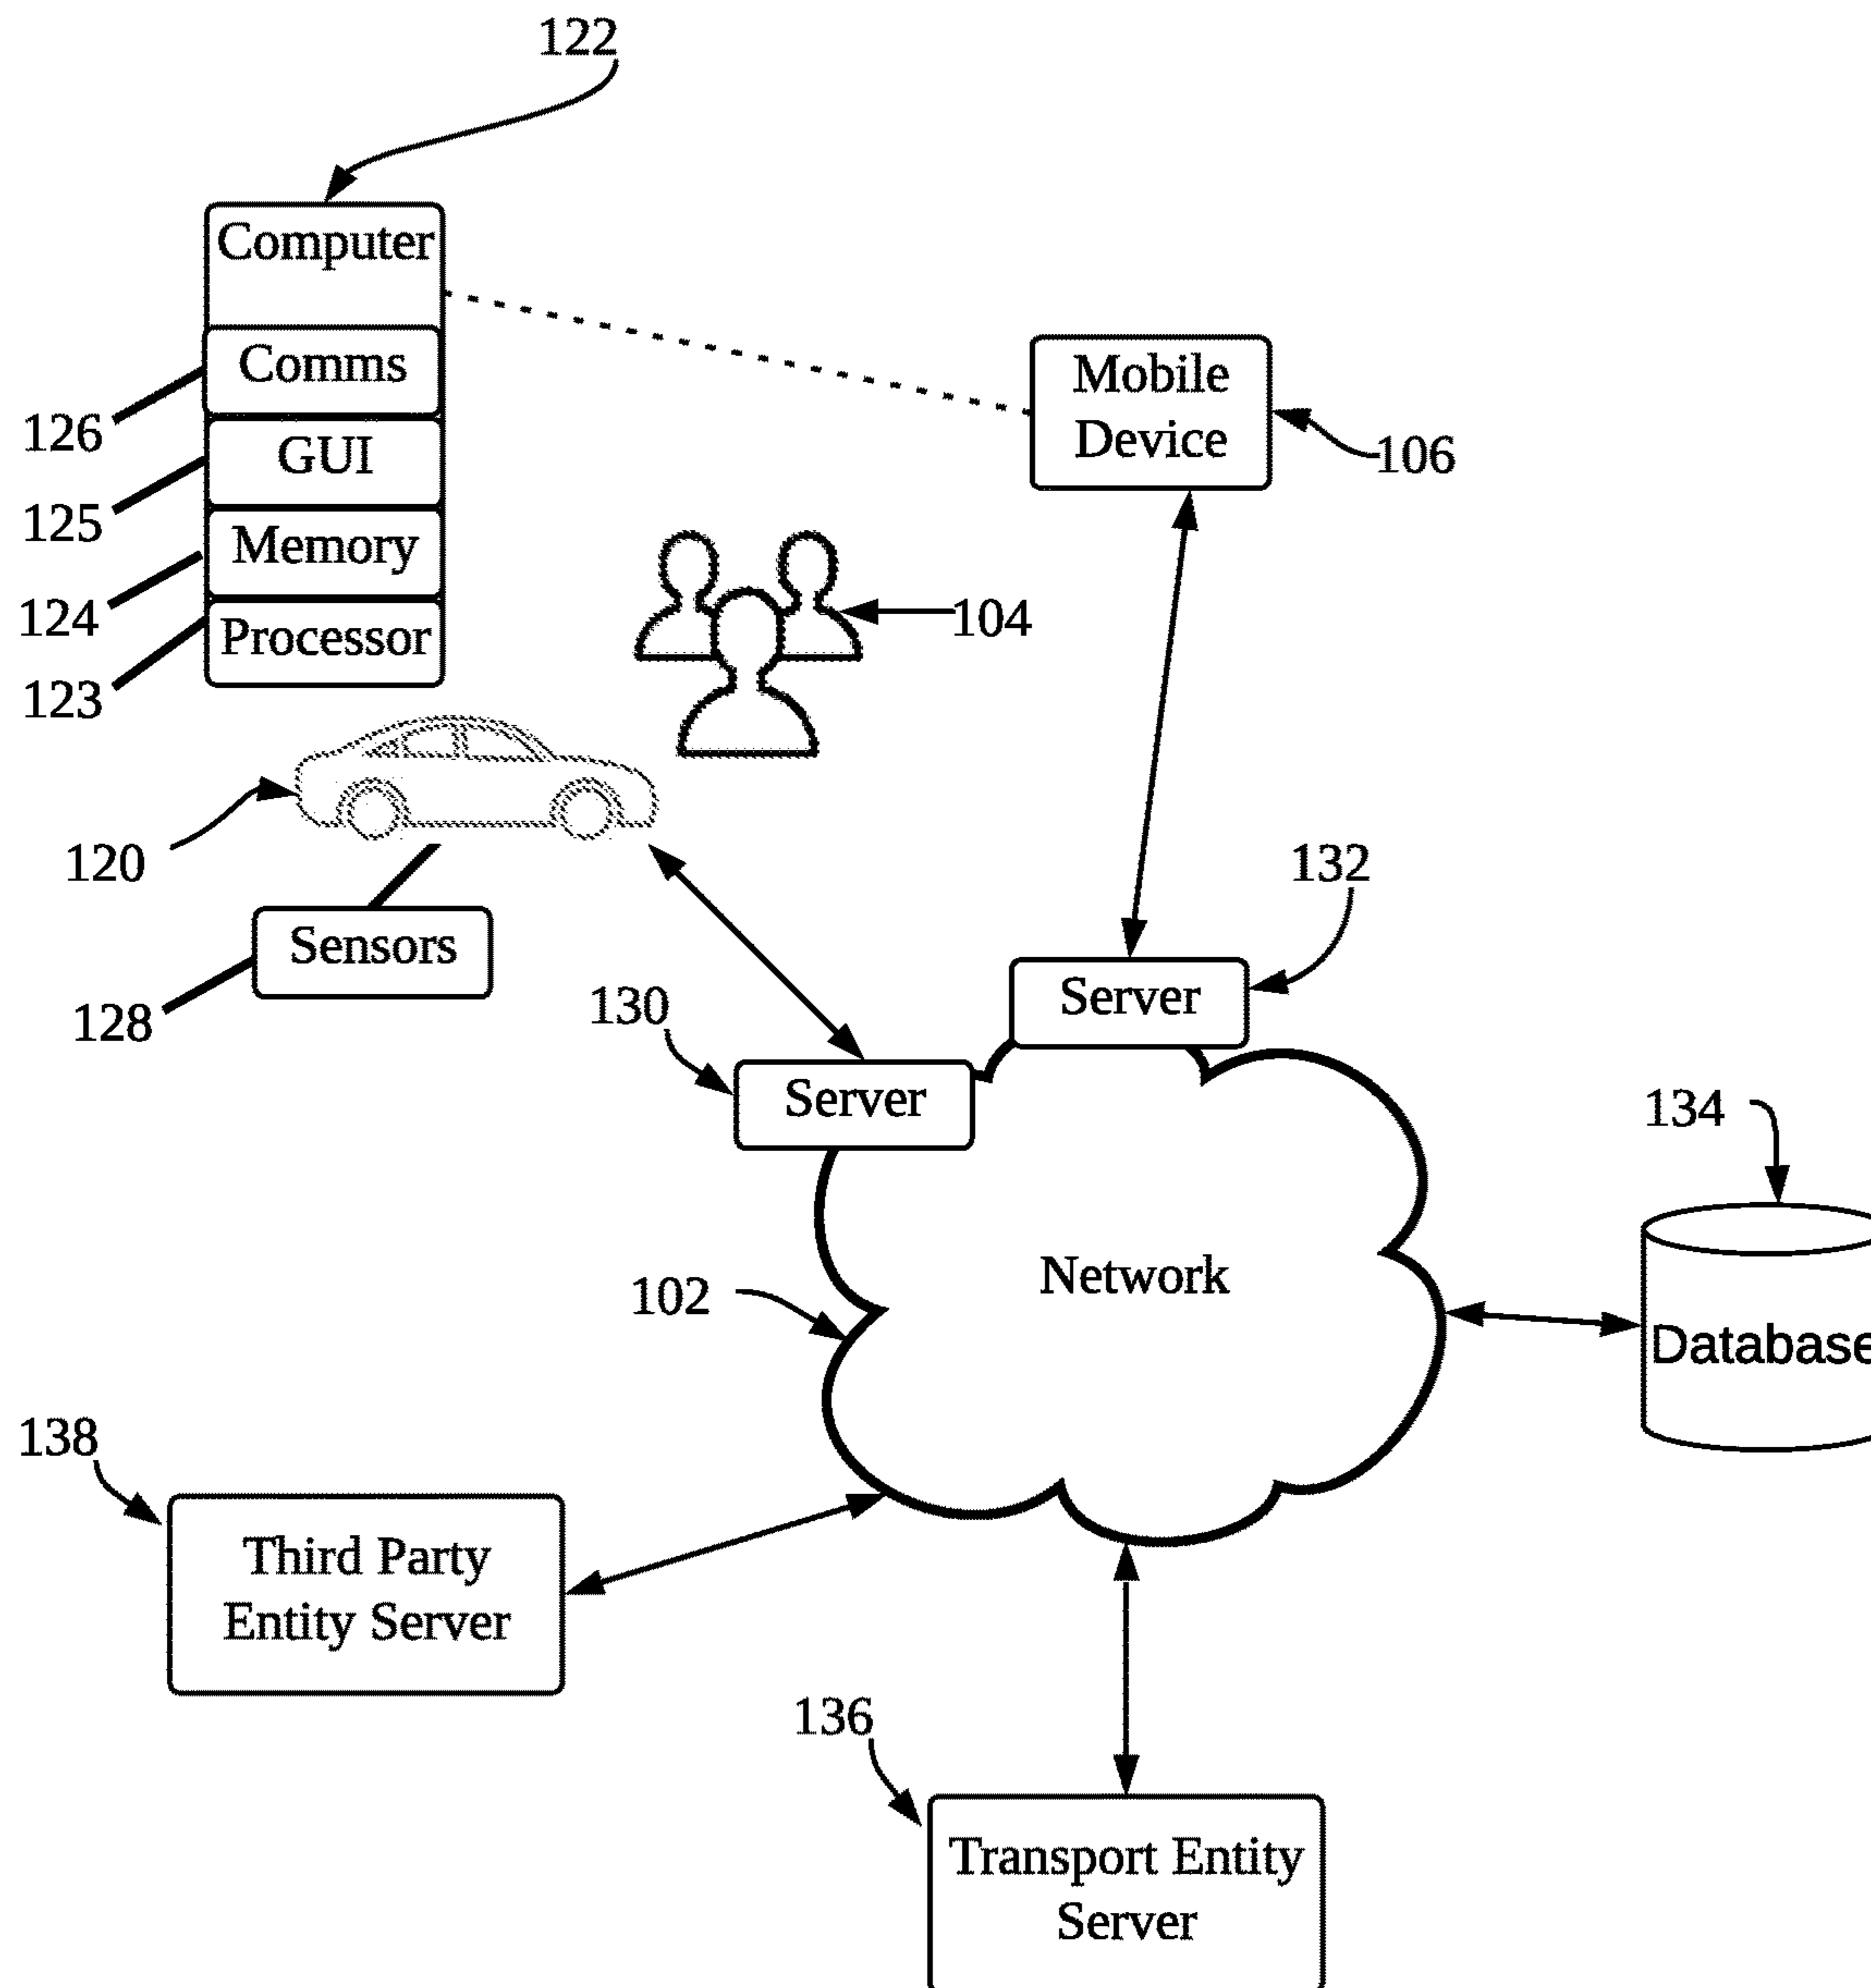 122
Computer
Comms
126
GUI
125
Memory
124
Processor
123
Mobile
Device
106
104
120
Sensors
128
132
Server
130
Server
134
Network
102
Database
138
Third Party
Entity Server
136
Transport Entity
Server